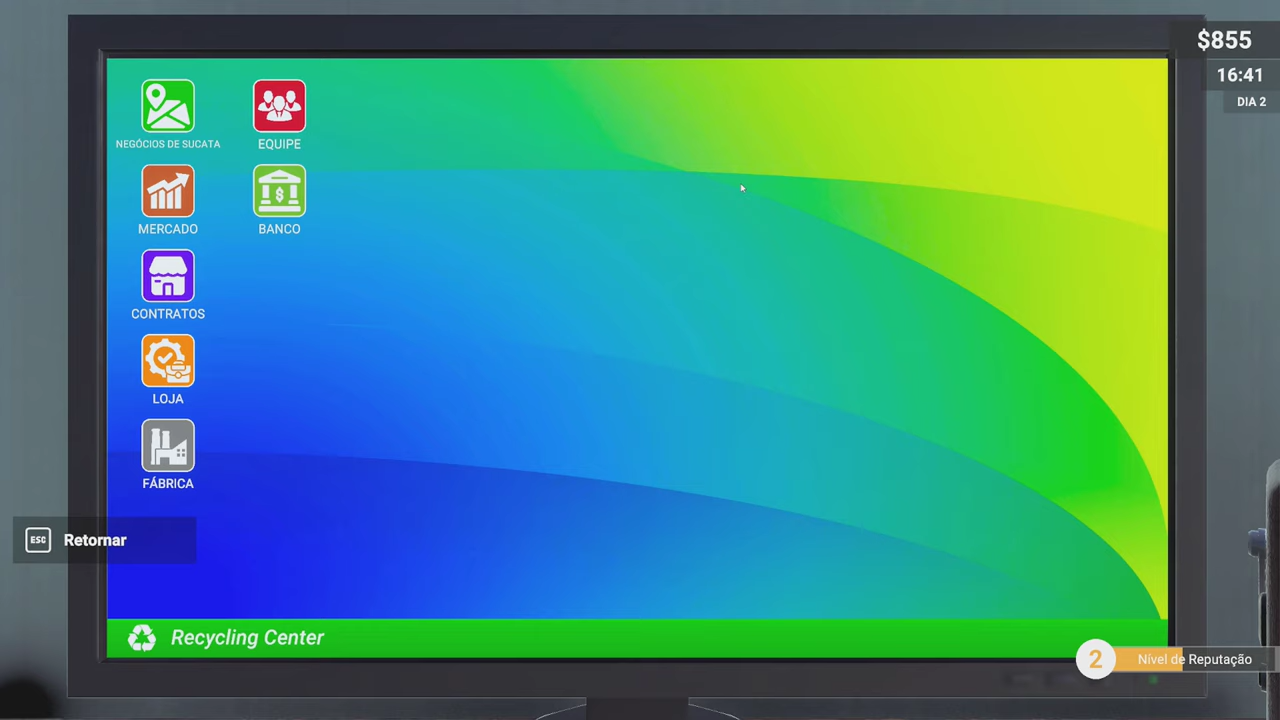 $855
16:41
DIA 2
NEGÓCIOS DE SUCATA
EQUIPE
MERCADO
BANCO
CONTRATOS
LOJA
FÁBRICA
ESC Retornar
Recycling Center
2 Nível de Reputação